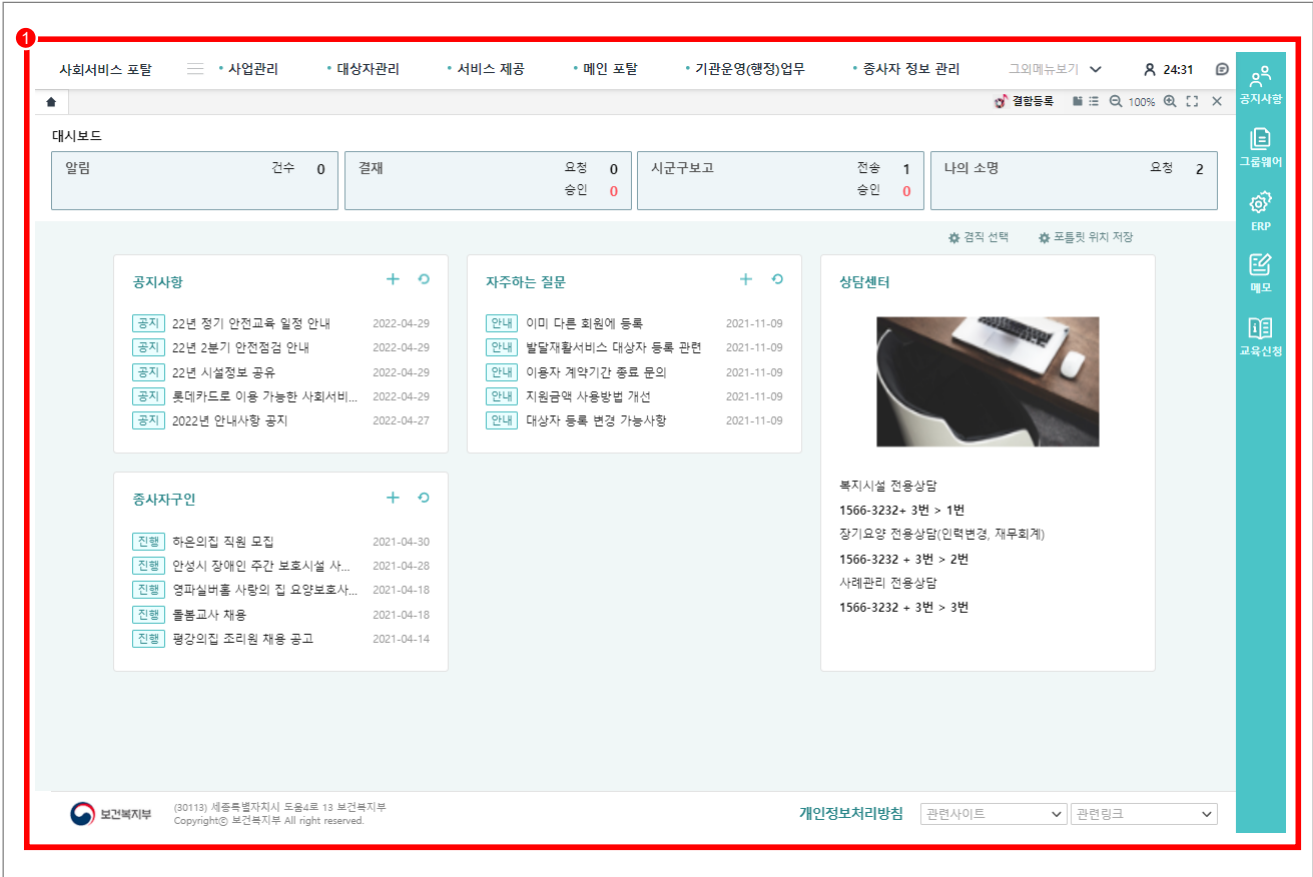 1
사회서비스 포탈
• 사업관리
• 대상자관리
• 서비스 제공
• 메인 포탈
• 기관운영(행정)업무
• 종사자 정보 관리
그외메뉴보기
24:31
결함등록
100%
대시보드
알림 건수 0
결재 요청 0
승인 0
시군구보고 전송 1
승인 0
나의 소명 요청 2
공지사항
그룹웨어
ERP
메모
교육신청
겸직 선택
포틀릿 위치 저장
공지사항
공지 22년 정기 안전교육 일정 안내 2022-04-29
공지 22년 2분기 안전점검 안내 2022-04-29
공지 22년 시설정보 공유 2022-04-29
공지 롯데카드로 이용 가능한 사회서비... 2022-04-29
공지 2022년 안내사항 공지 2022-04-27
자주하는 질문
안내 이미 다른 회원에 등록 2021-11-09
안내 발달재활서비스 대상자 등록 관련 2021-11-09
안내 이용자 계약기간 종료 문의 2021-11-09
안내 지원금액 사용방법 개선 2021-11-09
안내 대상자 등록 변경 가능사항 2021-11-09
상담센터
복지시설 전용상담
1566-3232+ 3번 > 1번
장기요양 전용상담(인력변경, 재무회계)
1566-3232 + 3번 > 2번
사례관리 전용상담
1566-3232 + 3번 > 3번
종사자구인
진행 하은의집 직원 모집 2021-04-30
진행 안성시 장애인 주간 보호시설 사... 2021-04-28
진행 영파실버홈 사랑의 집 요양보호사... 2021-04-18
진행 돌봄교사 채용 2021-04-18
진행 평강의집 조리원 채용 공고 2021-04-14
보건복지부
(30113) 세종특별자치시 도움4로 13 보건복지부
Copyrightⓒ 보건복지부 All right reserved.
개인정보처리방침
관련사이트
관련링크